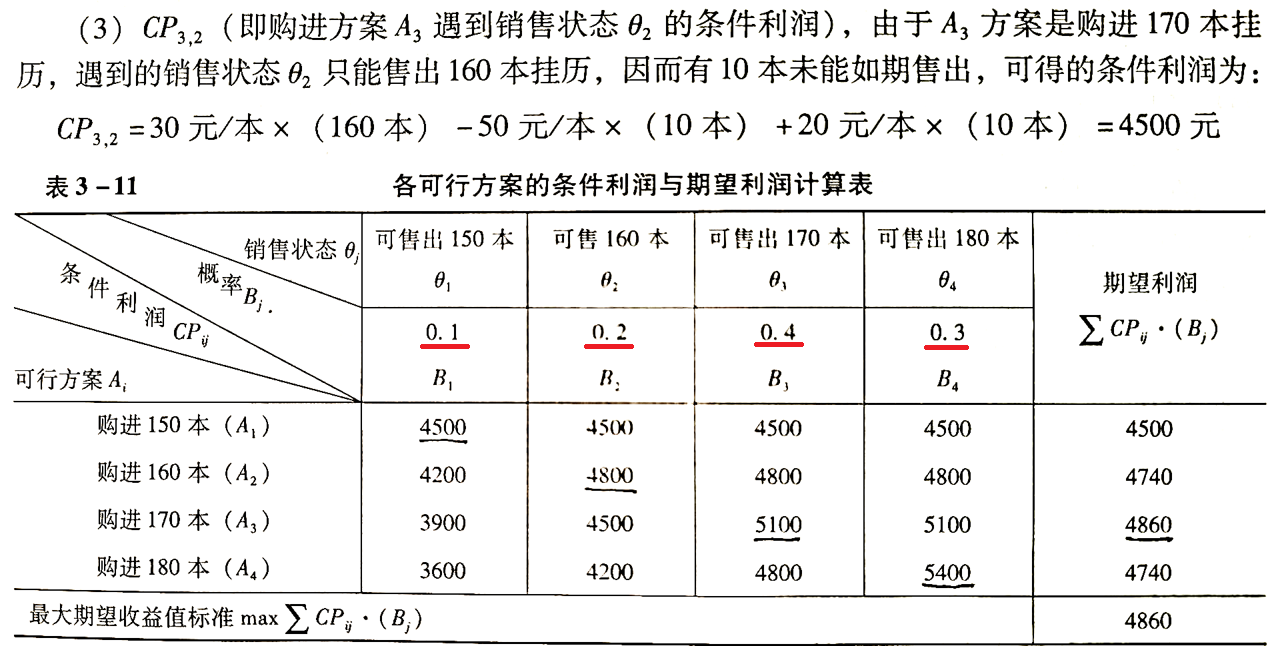 (3) CP3,2(即购进方案A3遇到销售状态θ2的条件利润),由于A3方案是购进170本挂
历,遇到的销售状态θ2只能售出160本挂历,因而有10本未能如期售出,可得的条件利润为:
CP3,2=30元/本×(160本)-50元/本×(10本)+20元/本×(10本)=4500元
表3-11 各可行方案的条件利润与期望利润计算表
销售状态θj 可售出150本 可售160本 可售出170本 可售出180本
概率Bj. θ1 θ2 θ3 θ4 期望利润
条件利润CPij 0.1 0.2 0.4 0.3 ∑CPij·(Bj)
可行方案Ai B1 B2 B3 B4
购进150本(A1) 4500 4500 4500 4500 4500
购进160本(A2) 4200 4800 4800 4800 4740
购进170本(A3) 3900 4500 5100 5100 4860
购进180本(A4) 3600 4200 4800 5400 4740
最大期望收益值标准max∑CPij·(Bj) 4860